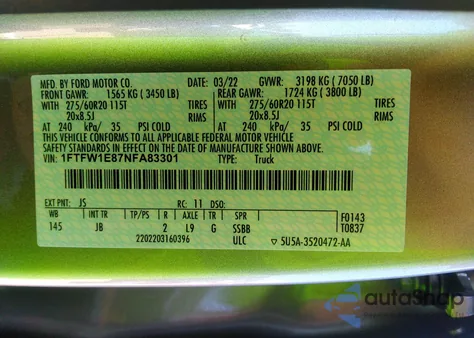 MFD. BY FORD MOTOR CO. DATE: 03/22 GVWR: 3198 KG ( 7050 LB)
FRONT GAWR: 1565 KG ( 3450 LB) REAR GAWR: 1724 KG ( 3800 LB)
WITH 275/60R20 115T TIRES WITH 275/60R20 115T TIRES
20x8.5J RIMS 20x8.5J RIMS
AT 240 kPa/ 35 PSI COLD AT 240 kPa/ 35 PSI COLD
THIS VEHICLE CONFORMS TO ALL APPLICABLE FEDERAL MOTOR VEHICLE
SAFETY STANDARDS IN EFFECT ON THE DATE OF MANUFACTURE SHOWN ABOVE.
VIN: 1FTFW1E87NFA83301 TYPE: Truck
EXT PNT: JS RC: 11 DSO:
WB INT TR TP/PS R AXLE TR SPR F0143
145 JB 2 L9 G SSBB T0837
2202203160396 ULC 5U5A-3520472-AA
autaShap